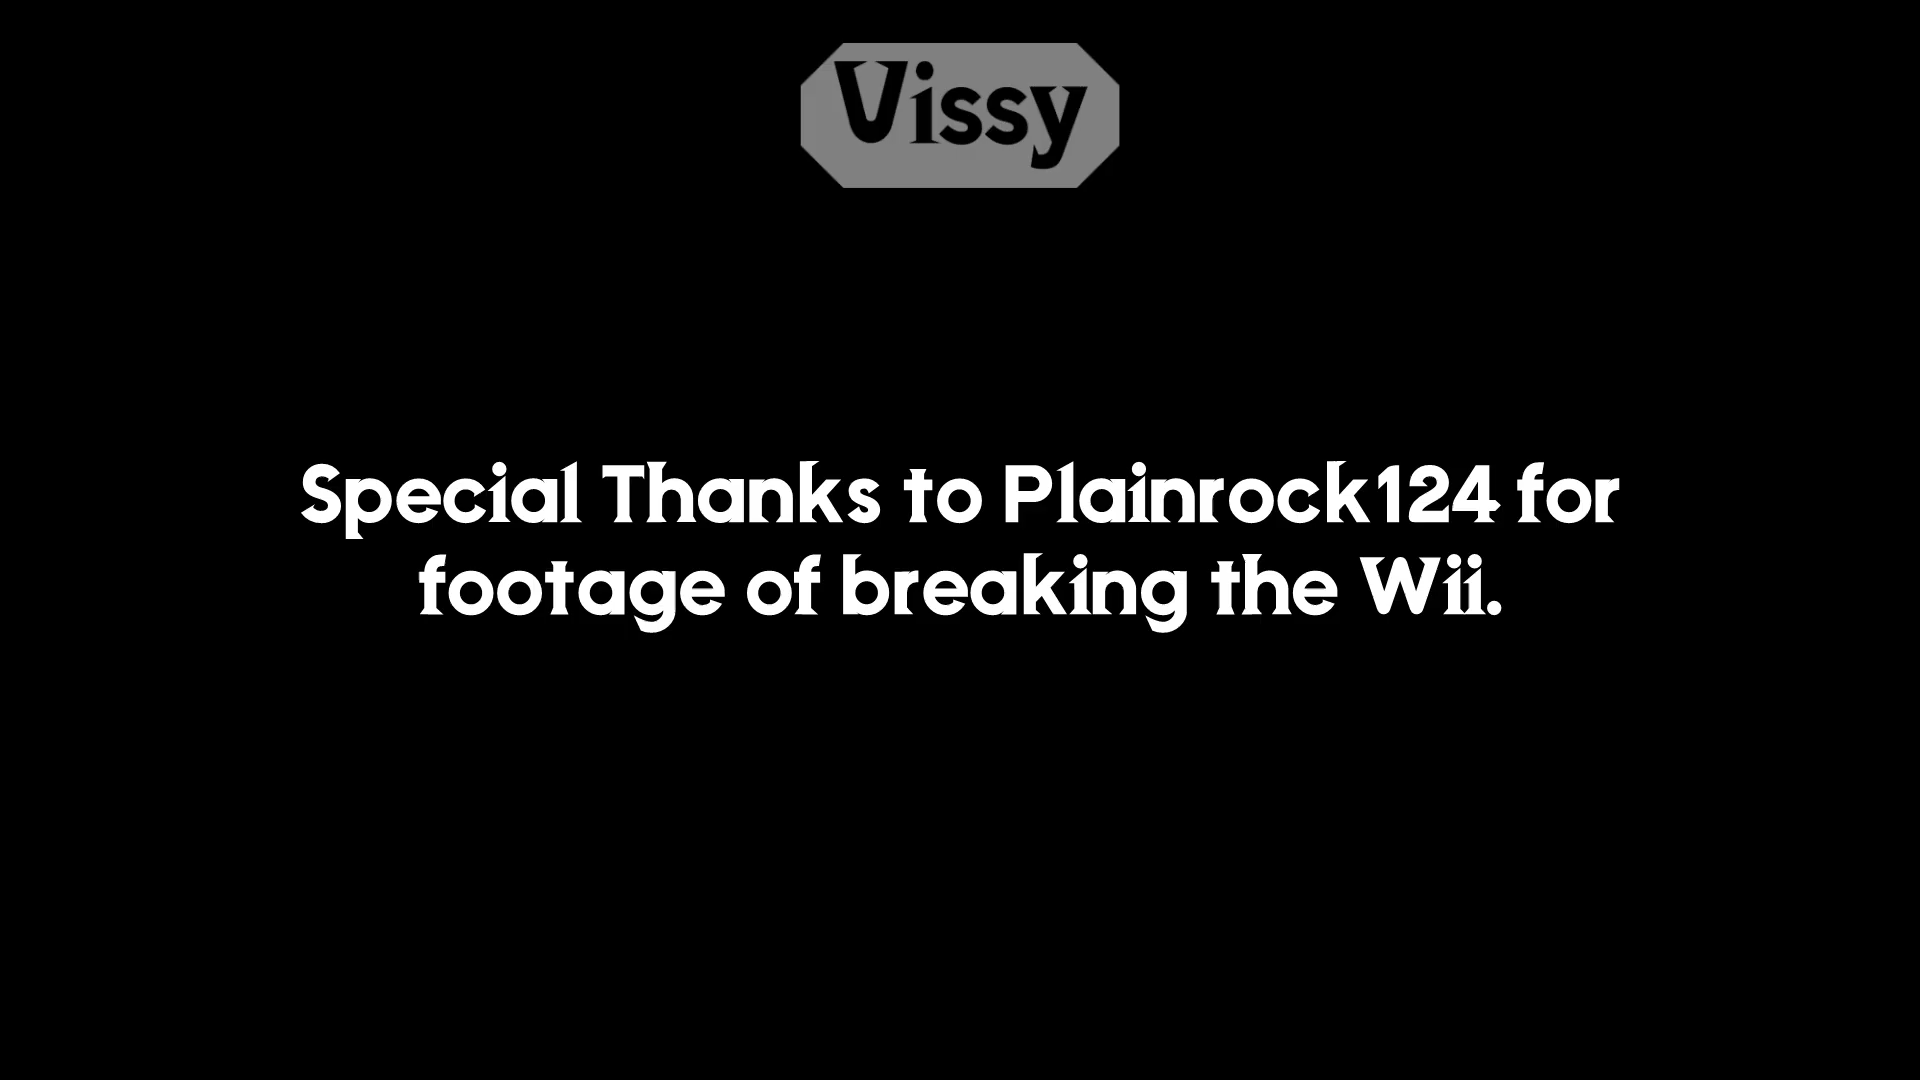 Vissy
Special Thanks to Plainrock124 for
footage of breaking the Wii.